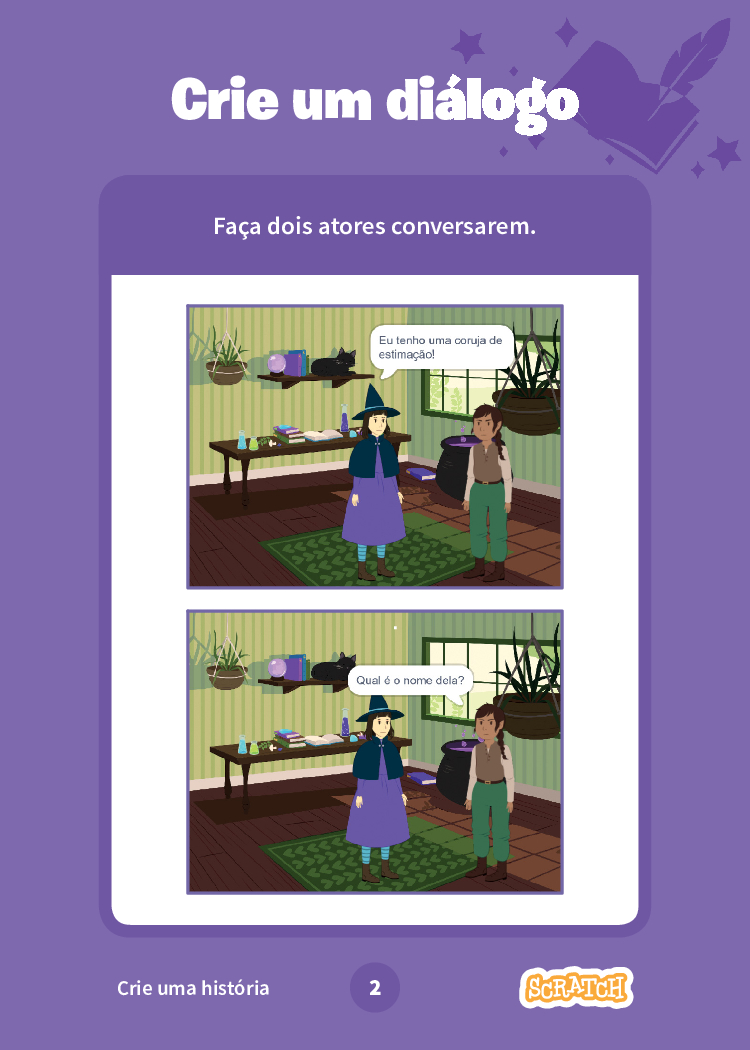 Crie um diálogo
Faça dois atores conversarem.
Eu tenho uma coruja de
estimação!
Qual é o nome dela?
Crie uma história
2
SCRATCH